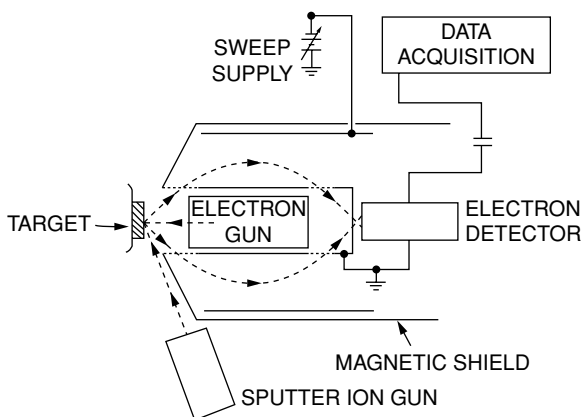 SWEEP
SUPPLY
DATA
ACQUISITION
TARGET
ELECTRON
GUN
ELECTRON
DETECTOR
MAGNETIC SHIELD
SPUTTER ION GUN